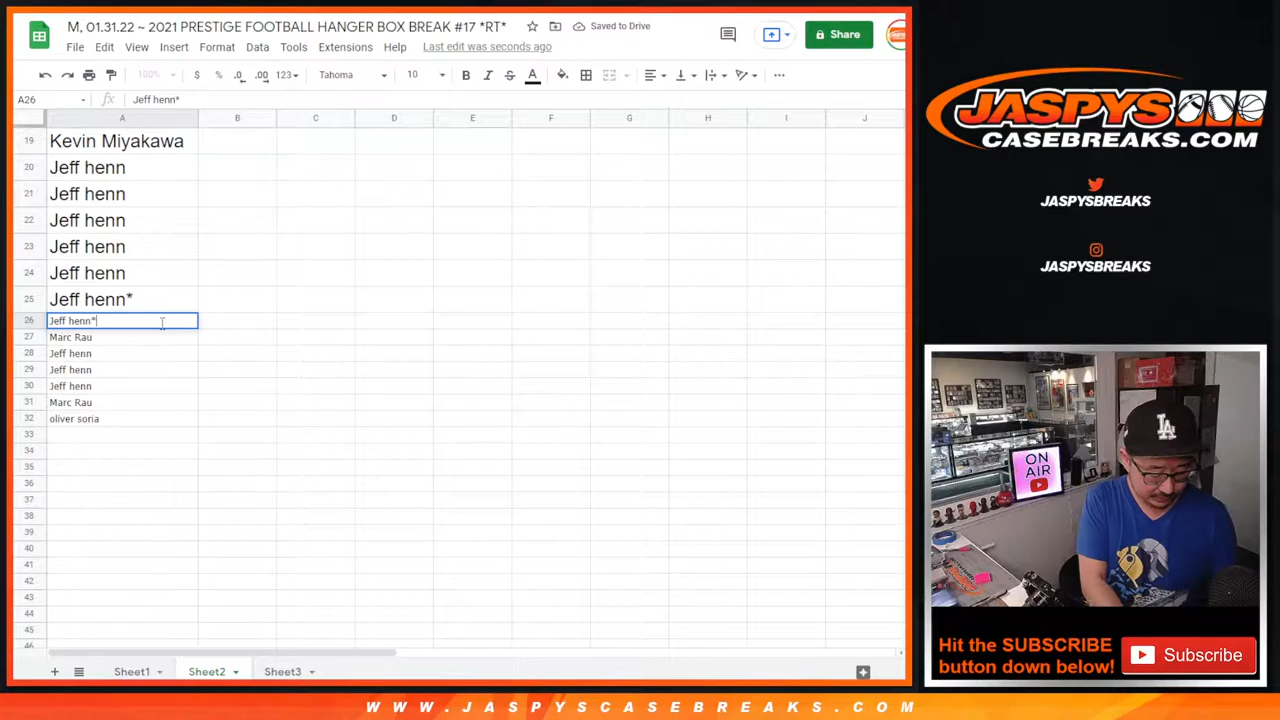 M, 01.31.22 ~ 2021 PRESTIGE FOOTBALL HANGER BOX BREAK #17 *RT*
Saved to Drive
File Edit View Insert Format Data Tools Extensions Help Last edit was seconds ago
Share
100% $ % .0 .00 123 Tahoma 10 B I S A
A26 fx Jeff henn*
A B C D E F G H I J
19 Kevin Miyakawa
20 Jeff henn
21 Jeff henn
22 Jeff henn
23 Jeff henn
24 Jeff henn
25 Jeff henn*
26 Jeff henn*
27 Marc Rau
28 Jeff henn
29 Jeff henn
30 Jeff henn
31 Marc Rau
32 oliver soria
33
34
35
36
37
38
39
40
41
42
43
44
45
46
Sheet1 Sheet2 Sheet3
JASPYS
CASEBREAKS.COM
JASPYSBREAKS
JASPYSBREAKS
LA
ON
AIR
Hit the SUBSCRIBE
button down below!
Subscribe
WWW.JASPYSCASEBREAKS.COM